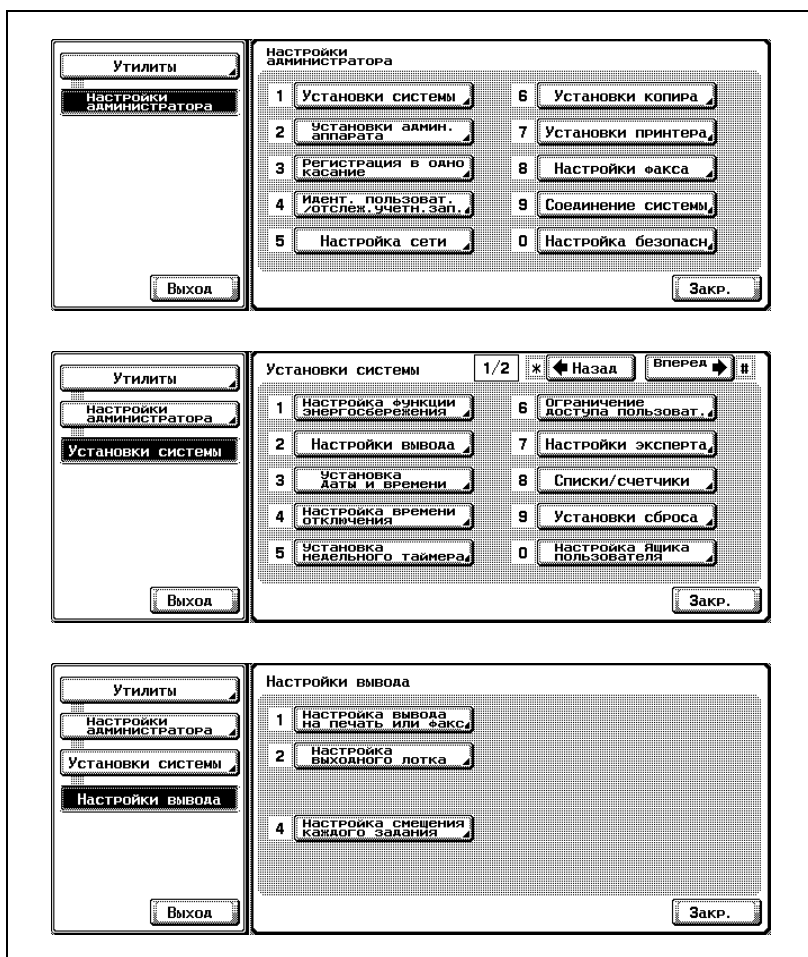 Утилиты
Настройки
администратора
Выход
Настройки
администратора
1 Установки системы
2 Установки админ.
аппарата
3 Регистрация в одно
касание
4 Идент. пользоват.
/отслеж.учетн.зап.
5 Настройка сети
6 Установки копира
7 Установки принтера
8 Настройки факса
9 Соединение системы
0 Настройка безопасн
Закр.
Утилиты
Настройки
администратора
Установки системы
Выход
Установки системы 1/2 * Назад Вперед #
1 Настройка функции
энергосбережения
2 Настройки вывода
3 Установка
даты и времени
4 Настройка времени
отключения
5 Установка
недельного таймера
6 Ограничение
доступа пользоват.
7 Настройки эксперта
8 Списки/счетчики
9 Установки сброса
0 Настройка Ящика
пользователя
Закр.
Утилиты
Настройки
администратора
Установки системы
Настройки вывода
Выход
Настройки вывода
1 Настройка вывода
на печать или факс
2 Настройка
выходного лотка
4 Настройка смещения
каждого задания
Закр.